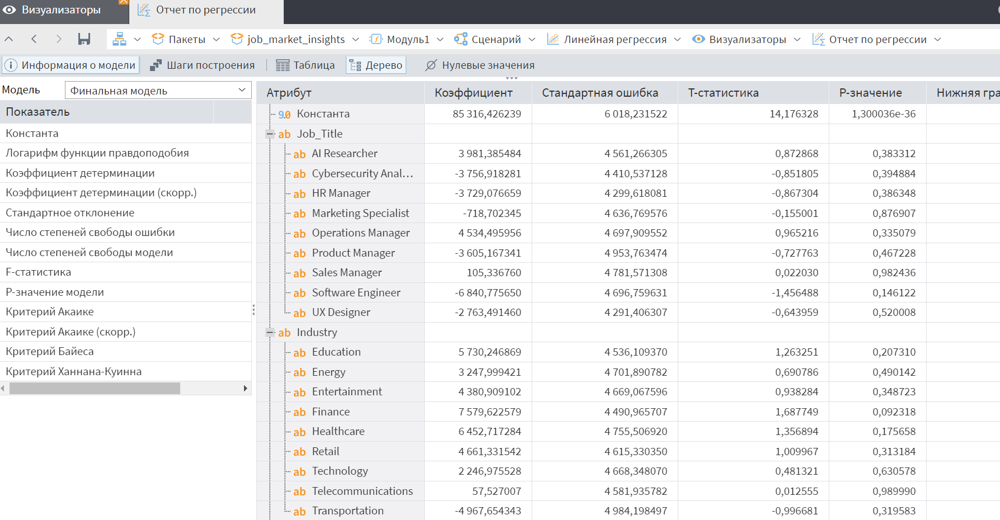 Визуализаторы
Отчет по регрессии
Пакеты job_market_insights Модуль1 Сценарий Линейная регрессия Визуализаторы Отчет по регрессии
Информация о модели Шаги построения Таблица Дерево Нулевые значения
Модель Финальная модель
Показатель
Константа
Логарифм функции правдоподобия
Коэффициент детерминации
Коэффициент детерминации (скорр.)
Стандартное отклонение
Число степеней свободы ошибки
Число степеней свободы модели
F-статистика
P-значение модели
Критерий Акаике
Критерий Акаике (скорр.)
Критерий Байеса
Критерий Ханнана-Куинна
Атрибут Коэффициент Стандартная ошибка T-статистика P-значение Нижняя гра
9.0 Константа 85 316,426239 6 018,231522 14,176328 1,300036e-36
ab Job_Title
ab AI Researcher 3 981,385484 4 561,266305 0,872868 0,383312
ab Cybersecurity Anal... -3 756,918281 4 410,537128 -0,851805 0,394884
ab HR Manager -3 729,076659 4 299,618081 -0,867304 0,386348
ab Marketing Specialist -718,702345 4 636,769576 -0,155001 0,876907
ab Operations Manager 4 534,495956 4 697,909552 0,965216 0,335079
ab Product Manager -3 605,167341 4 953,763474 -0,727763 0,467228
ab Sales Manager 105,336760 4 781,571308 0,022030 0,982436
ab Software Engineer -6 840,775650 4 696,759631 -1,456488 0,146122
ab UX Designer -2 763,491460 4 291,406307 -0,643959 0,520008
ab Industry
ab Education 5 730,246869 4 536,109370 1,263251 0,207310
ab Energy 3 247,999421 4 701,890782 0,690786 0,490142
ab Entertainment 4 380,909102 4 669,067596 0,938284 0,348723
ab Finance 7 579,622579 4 490,965707 1,687749 0,092318
ab Healthcare 6 452,717284 4 755,506920 1,356894 0,175658
ab Retail 4 661,331542 4 615,330350 1,009967 0,313184
ab Technology 2 246,975528 4 668,348070 0,481321 0,630578
ab Telecommunications 57,527007 4 581,935782 0,012555 0,989990
ab Transportation -4 967,654343 4 984,198497 -0,996681 0,319583